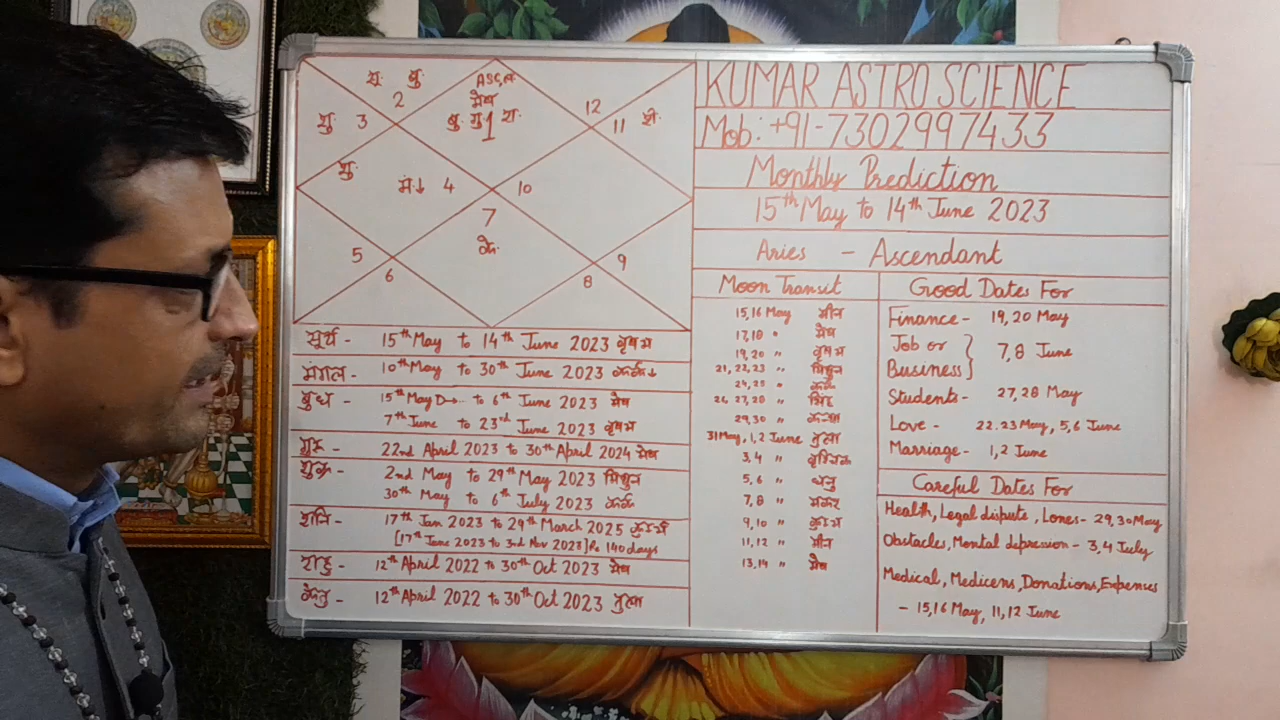 सू. बु.
2
ASC,ल.
मेष
बु. गु. 1 रा.
12
11 श.
शु. 3
शु.
मं↓ 4
10
7
के.
5
6
8
9
सूर्य - 15th May to 14th June 2023 वृषभ
मंगल - 10th May to 30th June 2023 कर्क↓
बुध - 15th May D→.. to 6th June 2023 मेष
7th June to 23rd June 2023 वृषभ
गुरू - 22nd April 2023 to 30th April 2024 मेष
शुक्र - 2nd May to 29th May 2023 मिथुन
30th May to 6th July 2023 कर्क
शनि - 17th Jan 2023 to 29th March 2025 कुम्भ
[17th June 2023 to 3rd Nov 2023] R 140 days
राहु - 12th April 2022 to 30th Oct 2023 मेष
केतु - 12th April 2022 to 30th Oct 2023 तुला
KUMAR ASTRO SCIENCE
Mob: +91-7302997433
Monthly Prediction
15th May to 14th June 2023
Aries - Ascendant
Moon Transit
15,16 May मीन
17,18 " मेष
19,20 " वृषभ
21,22,23 " मिथुन
24,25 " कर्क
26,27,28 " सिंह
29,30 " कन्या
31 May, 1,2 June तुला
3,4 " वृश्चिक
5,6 " धनु
7,8 " मकर
9,10 " कुम्भ
11,12 " मीन
13,14 " मेष
Good Dates For
Finance - 19, 20 May
Job or } 7,8 June
Business
Students - 27,28 May
Love - 22.23 May, 5,6 June
Marriage - 1,2 June
Careful Dates For
Health, Legal dispute, Lones - 29,30 May
Obstacles, Mental depression - 3,4 July
Medical, Medicens, Donations, Expenses
- 15,16 May, 11,12 June